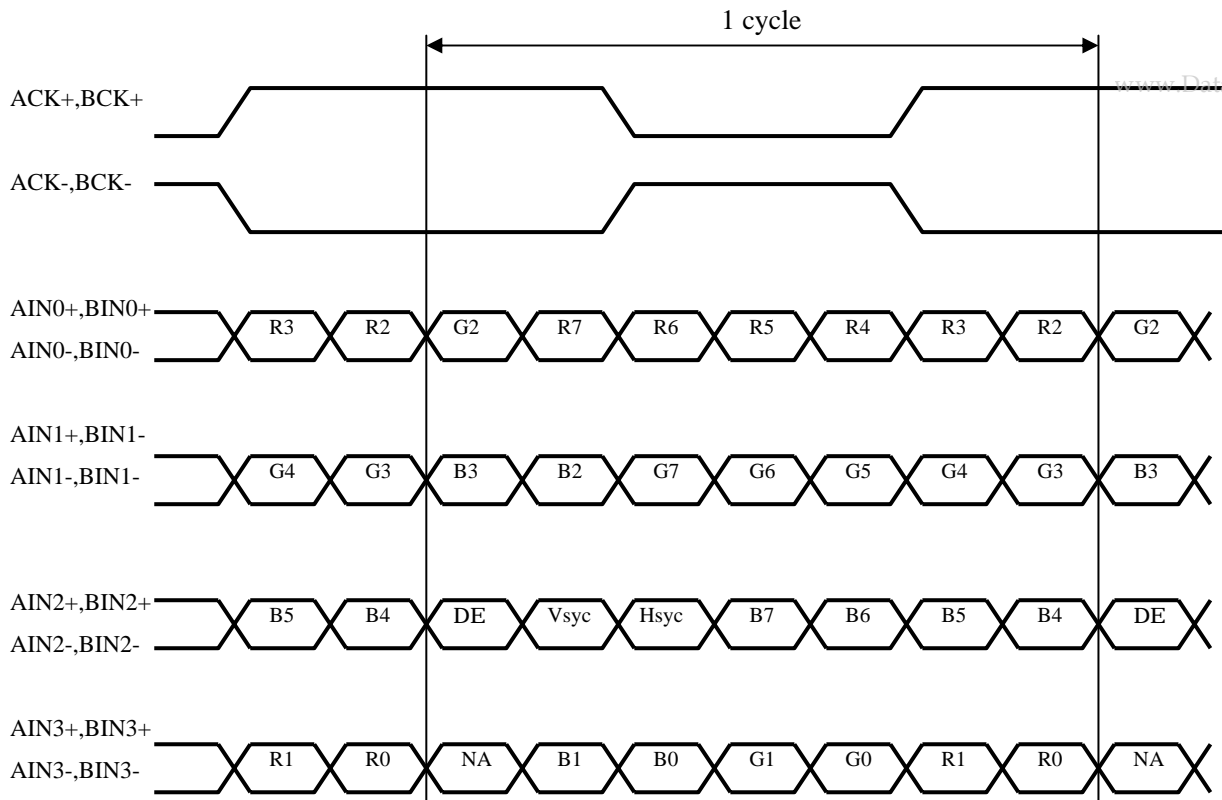 1 cycle
ACK+,BCK+
www.Dat
ACK-,BCK-
AIN0+,BIN0+
R3 R2 G2 R7 R6 R5 R4 R3 R2 G2
AIN0-,BIN0-
AIN1+,BIN1-
G4 G3 B3 B2 G7 G6 G5 G4 G3 B3
AIN1-,BIN1-
AIN2+,BIN2+
B5 B4 DE Vsyc Hsyc B7 B6 B5 B4 DE
AIN2-,BIN2-
AIN3+,BIN3+
R1 R0 NA B1 B0 G1 G0 R1 R0 NA
AIN3-,BIN3-